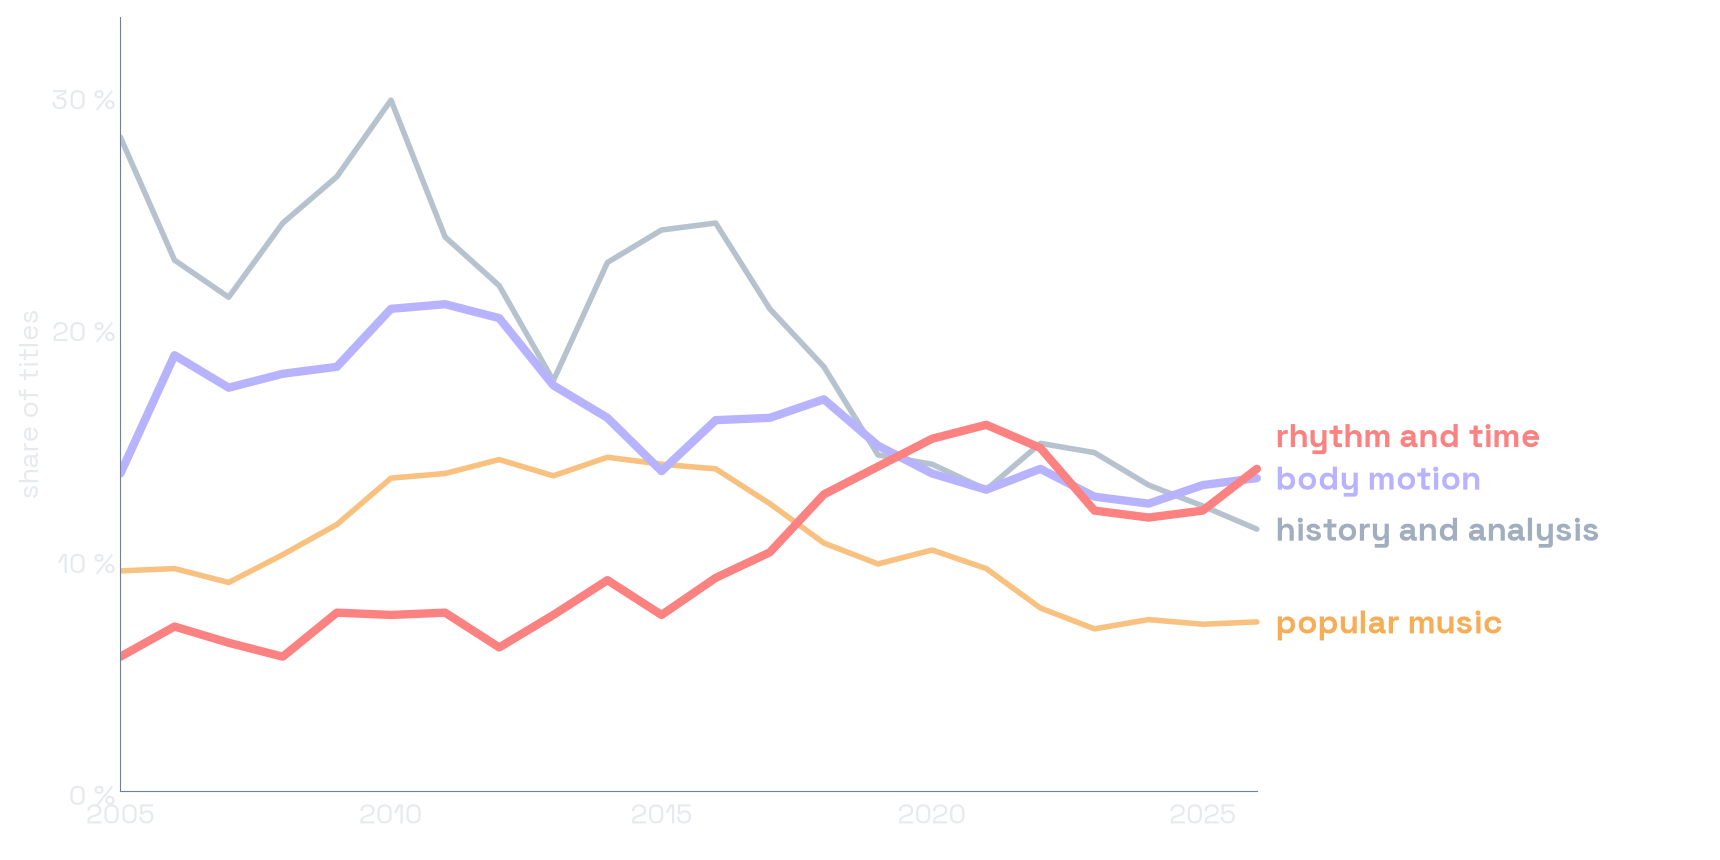 30 %
20 %
10 %
0 %
share of titles
2005
2010
2015
2020
2025
rhythm and time
body motion
history and analysis
popular music